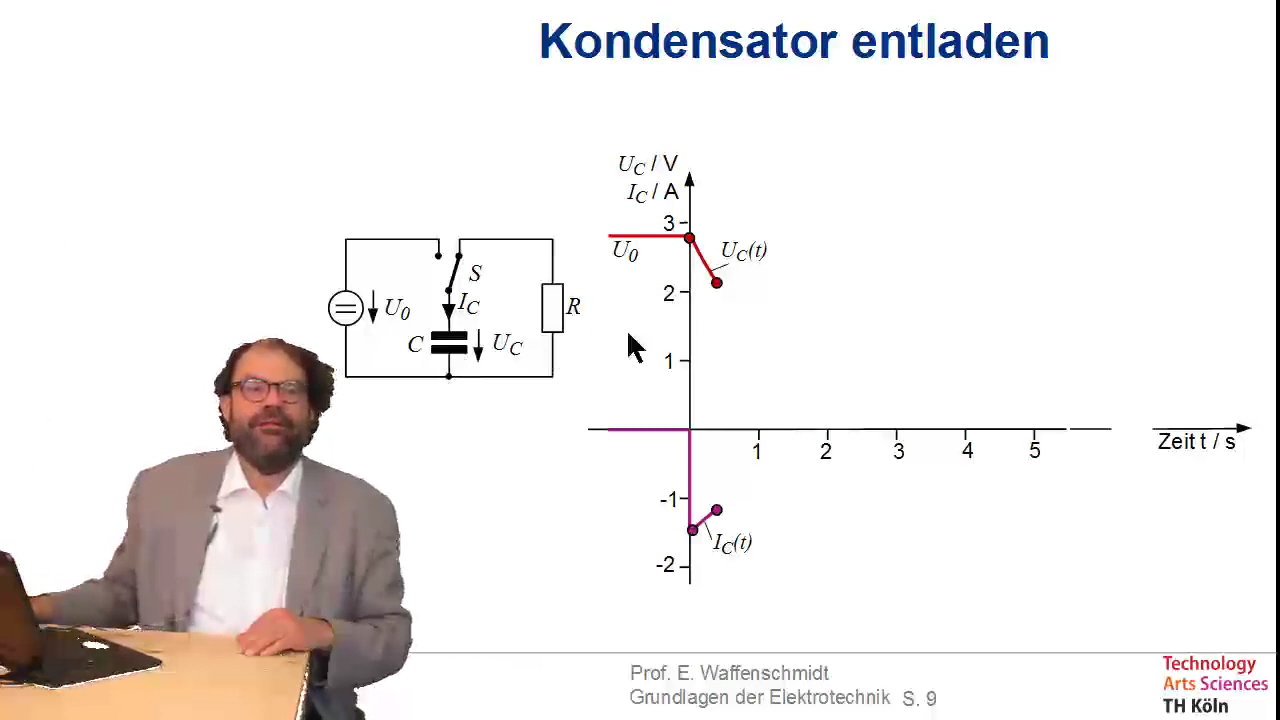 Kondensator entladen
U_C / V
I_C / A
3
2
1
-1
-2
U_0
U_C(t)
I_C(t)
1 2 3 4 5
Zeit t / s
S
U_0
I_C
C
U_C
R
Prof. E. Waffenschmidt
Grundlagen der Elektrotechnik S. 9
Technology
Arts Sciences
TH Köln